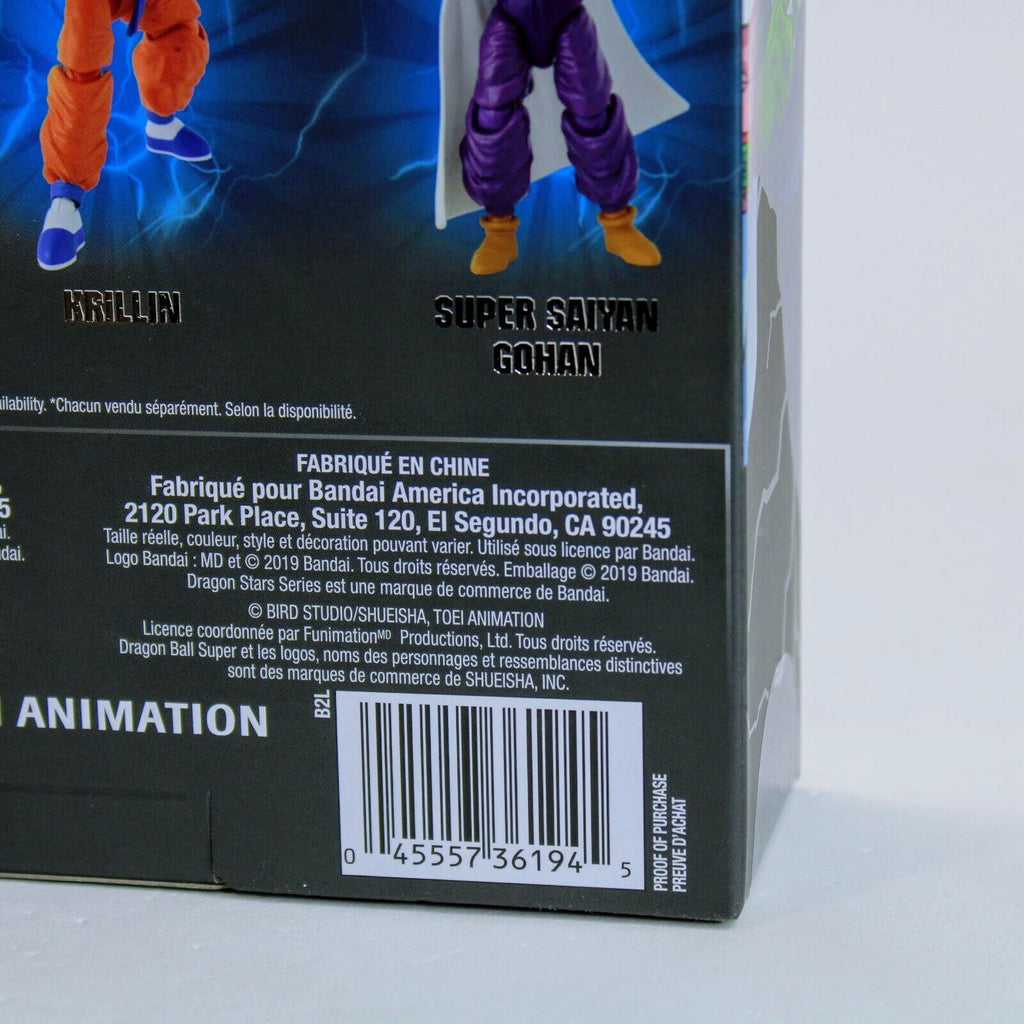 KRILLIN
SUPER SAIYAN
GOHAN
*Chacun vendu séparément. Selon la disponibilité.
FABRIQUÉ EN CHINE
Fabriqué pour Bandai America Incorporated,
2120 Park Place, Suite 120, El Segundo, CA 90245
Taille réelle, couleur, style et décoration pouvant varier. Utilisé sous licence par Bandai.
Logo Bandai : MD et © 2019 Bandai. Tous droits réservés. Emballage © 2019 Bandai.
Dragon Stars Series est une marque de commerce de Bandai.
© BIRD STUDIO/SHUEISHA, TOEI ANIMATION
Licence coordonnée par Funimationᴹᴰ Productions, Ltd. Tous droits réservés.
Dragon Ball Super et les logos, noms des personnages et ressemblances distinctives
sont des marques de commerce de SHUEISHA, INC.
ANIMATION
B2L
0 45557 36194 5
PROOF OF PURCHASE
PREUVE D'ACHAT